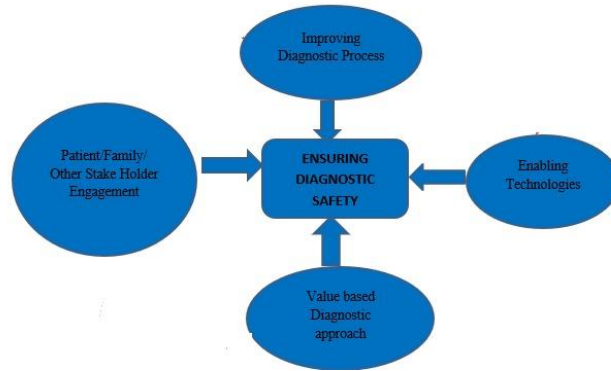 Improving
Diagnostic Process
Patient/Family/
Other Stake Holder
Engagement
ENSURING
DIAGNOSTIC
SAFETY
Enabling
Technologies
Value based
Diagnostic
approach